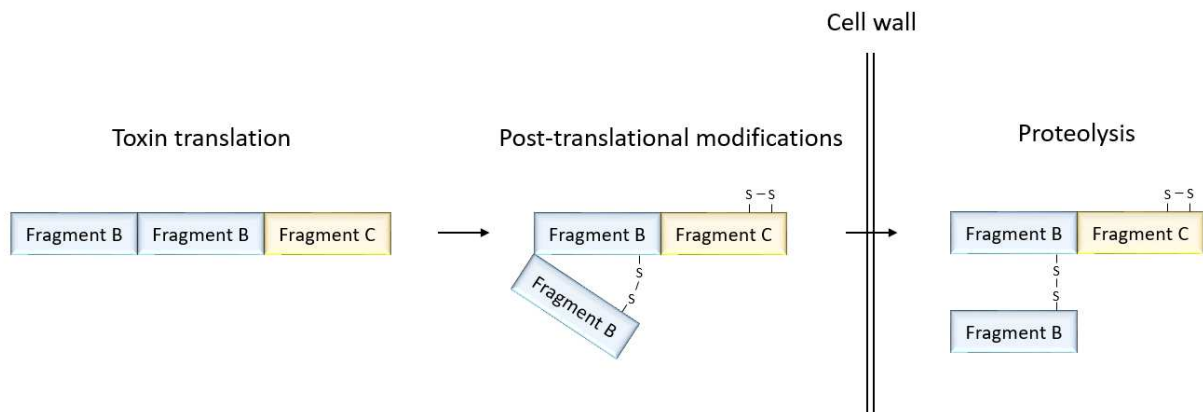 Cell wall
Toxin translation
Post-translational modifications
Proteolysis
S – S
S – S
Fragment B Fragment B Fragment C
Fragment B Fragment C
Fragment B Fragment C
S
S
S
S
Fragment B
Fragment B